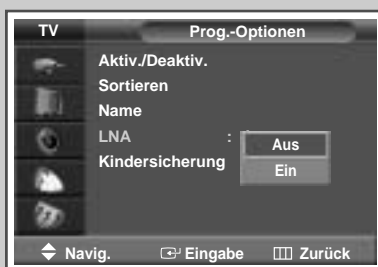 TV Prog.-Optionen
Aktiv./Deaktiv.
Sortieren
Name
LNA : Aus
Kindersicherung Ein
Navig. Eingabe Zurück